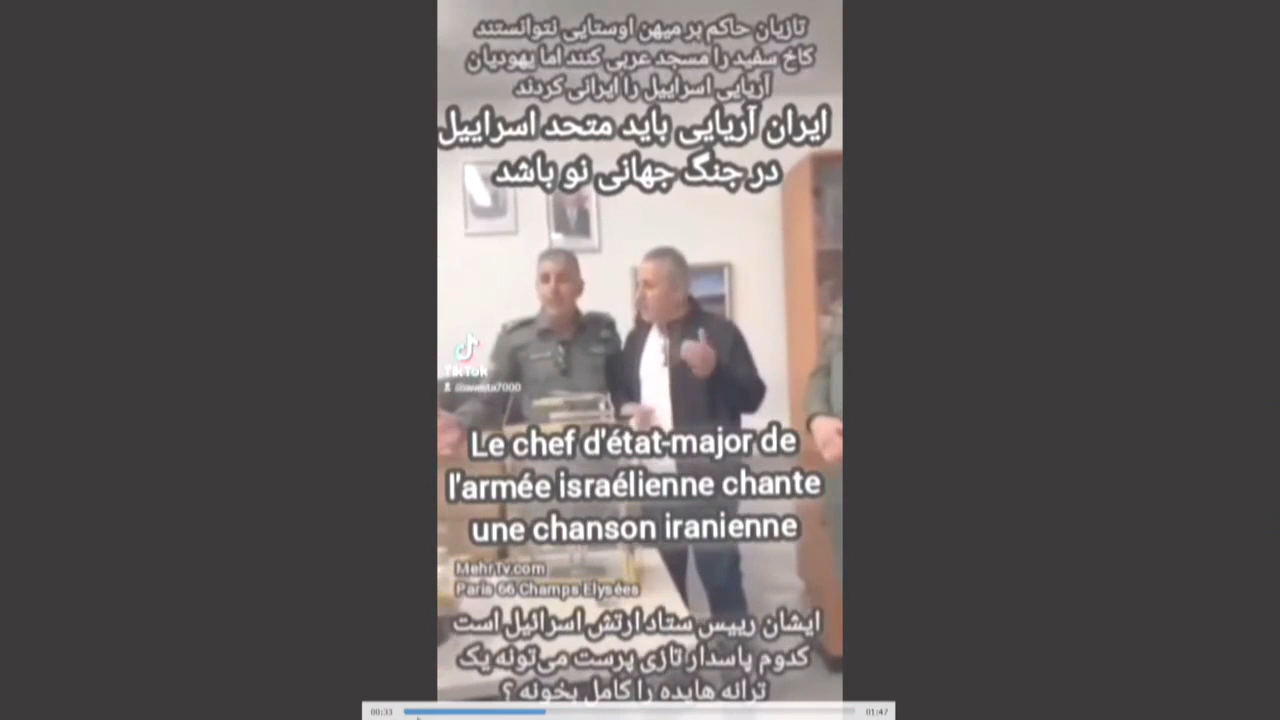 تازیان حاکم بر میهن اوستایی نتوانستند
کاخ سفید را مسجد عربی کنند اما یهودیان
آریایی اسراییل را ایرانی کردند
ایران آریایی باید متحد اسراییل
در جنگ جهانی نو باشد
TikTok
Le chef d'état-major de
l'armée israélienne chante
une chanson iranienne
MehrTv.com
Paris 66 Champs Elysées
ایشان رییس ستاد ارتش اسرائیل است
کدوم پاسدار تازی پرست می‌تونه یک
ترانه هایده را کامل بخونه ؟
00:33
01:47